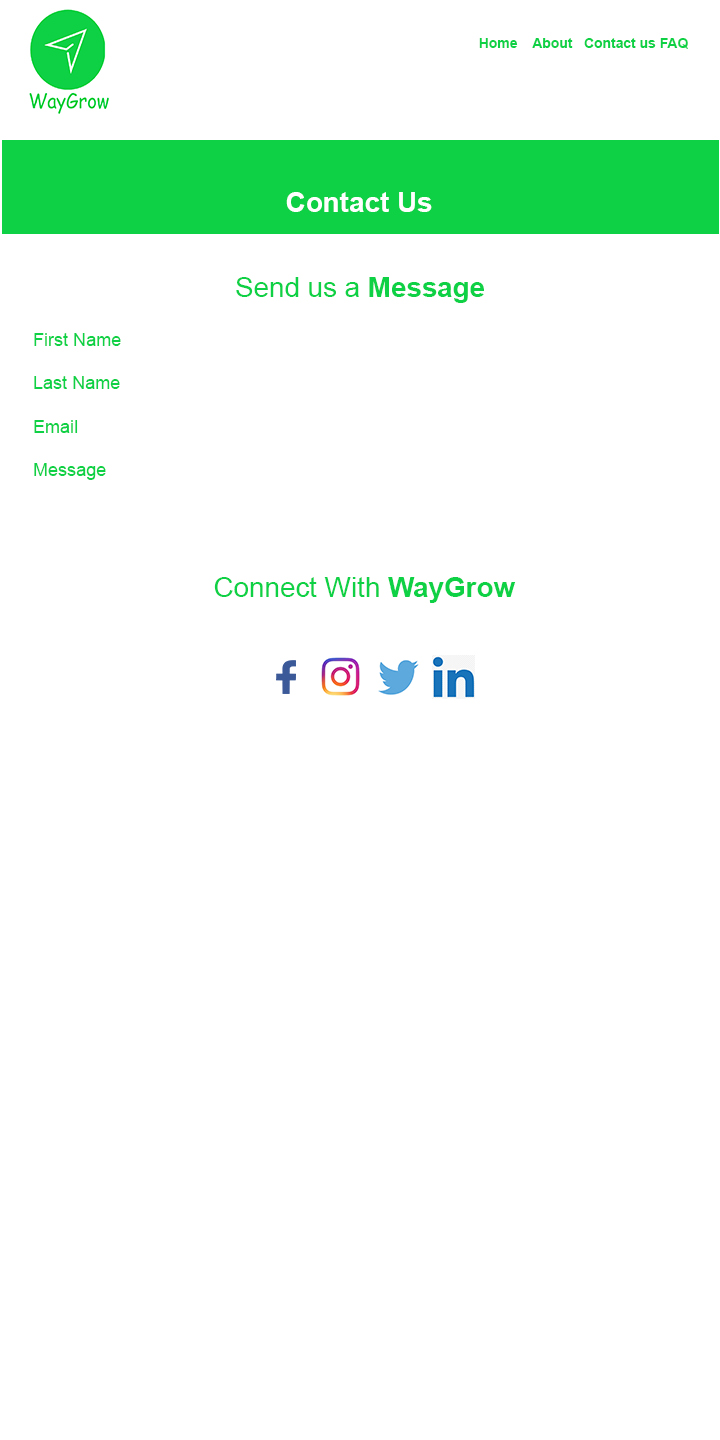 WayGrow
Home About Contact us FAQ
Contact Us
Send us a Message
First Name
Last Name
Email
Message
Connect With WayGrow